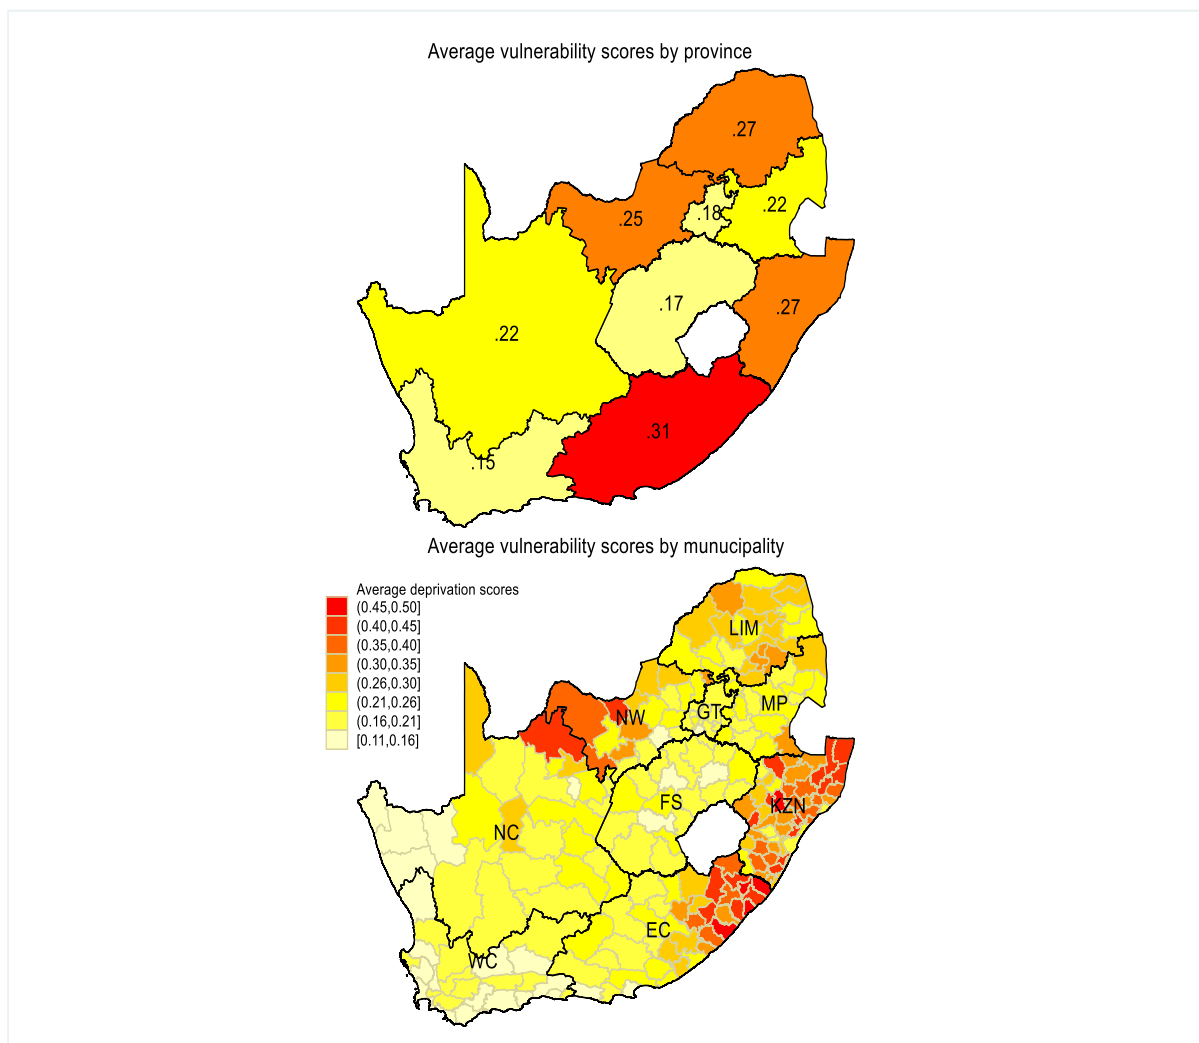 Average vulnerability scores by province
.27
.25
.18
.22
.22
.17
.27
.31
.15
Average vulnerability scores by munucipality
Average deprivation scores
(0.45,0.50]
(0.40,0.45]
(0.35,0.40]
(0.30,0.35]
(0.26,0.30]
(0.21,0.26]
(0.16,0.21]
[0.11,0.16]
LIM
NW
GT
MP
FS
KZN
NC
EC
WC